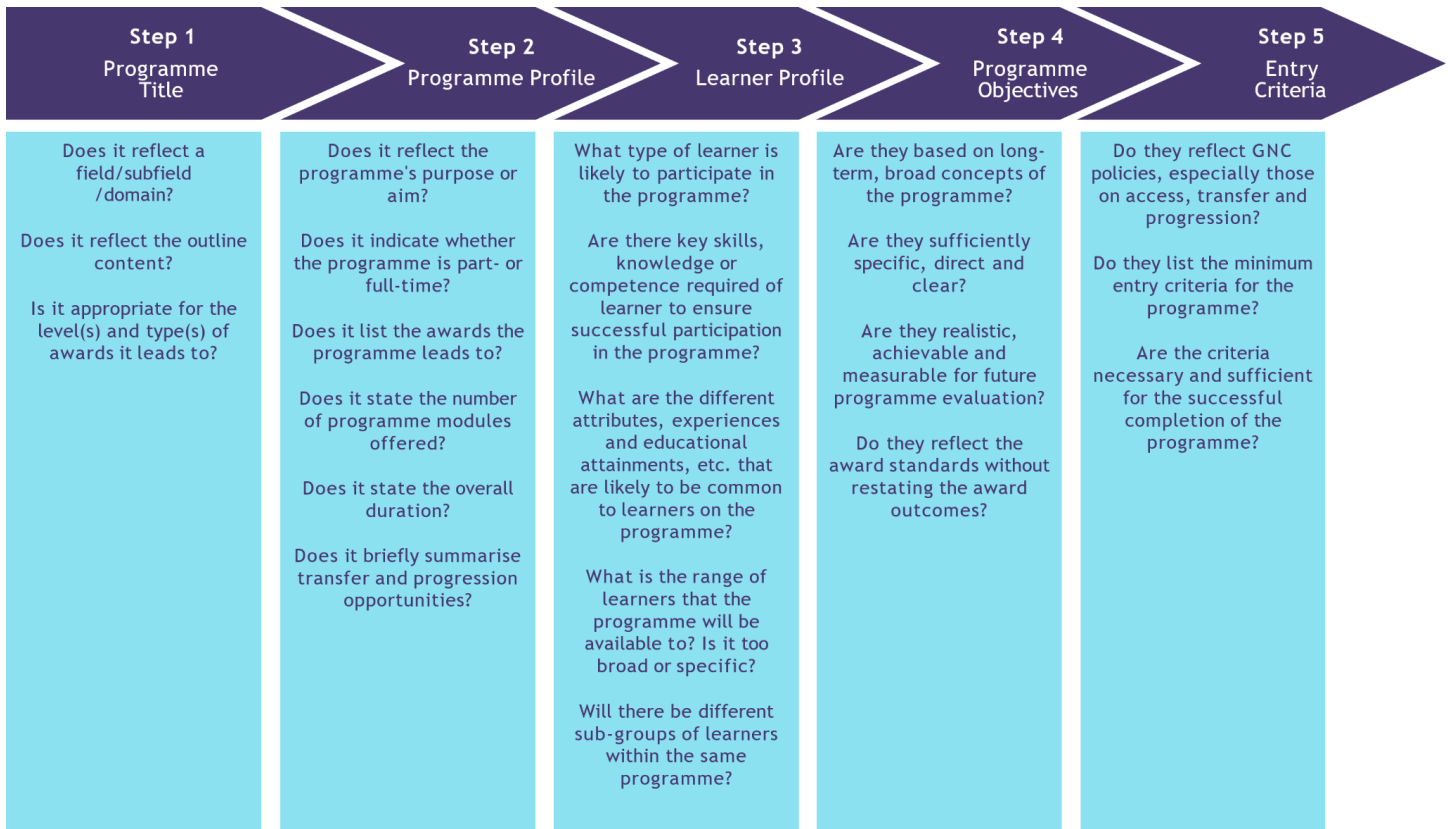 Step 1
Programme
Title
Step 2
Programme Profile
Step 3
Learner Profile
Step 4
Programme
Objectives
Step 5
Entry
Criteria
Does it reflect a
field/subfield
/domain?
Does it reflect the outline
content?
Is it appropriate for the
level(s) and type(s) of
awards it leads to?
Does it reflect the
programme's purpose or
aim?
Does it indicate whether
the programme is part- or
full-time?
Does it list the awards the
programme leads to?
Does it state the number
of programme modules
offered?
Does it state the overall
duration?
Does it briefly summarise
transfer and progression
opportunities?
What type of learner is
likely to participate in
the programme?
Are there key skills,
knowledge or
competence required of
learner to ensure
successful participation
in the programme?
What are the different
attributes, experiences
and educational
attainments, etc. that
are likely to be common
to learners on the
programme?
What is the range of
learners that the
programme will be
available to? Is it too
broad or specific?
Will there be different
sub-groups of learners
within the same
programme?
Are they based on long-
term, broad concepts of
the programme?
Are they sufficiently
specific, direct and
clear?
Are they realistic,
achievable and
measurable for future
programme evaluation?
Do they reflect the
award standards without
restating the award
outcomes?
Do they reflect GNC
policies, especially those
on access, transfer and
progression?
Do they list the minimum
entry criteria for the
programme?
Are the criteria
necessary and sufficient
for the successful
completion of the
programme?